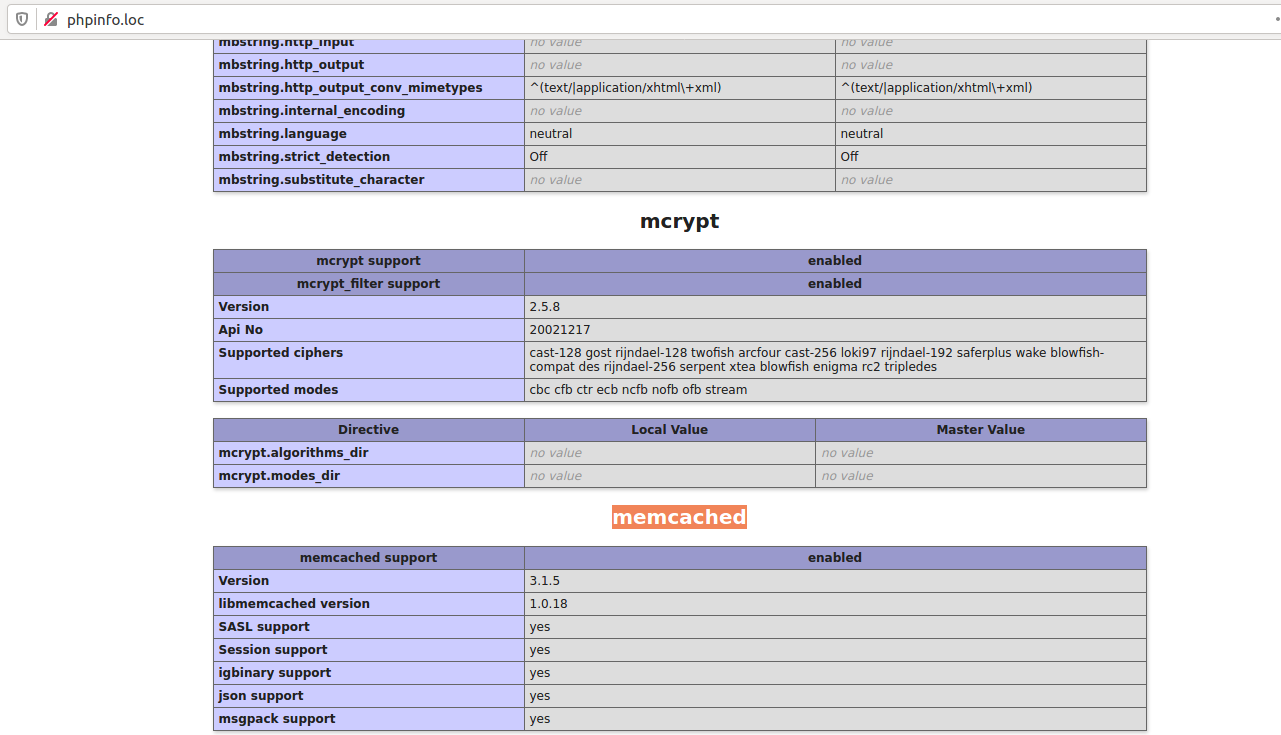 phpinfo.loc
mbstring.http_input no value no value
mbstring.http_output no value no value
mbstring.http_output_conv_mimetypes ^(text/|application/xhtml\+xml) ^(text/|application/xhtml\+xml)
mbstring.internal_encoding no value no value
mbstring.language neutral neutral
mbstring.strict_detection Off Off
mbstring.substitute_character no value no value
mcrypt
mcrypt support enabled
mcrypt_filter support enabled
Version 2.5.8
Api No 20021217
Supported ciphers cast-128 gost rijndael-128 twofish arcfour cast-256 loki97 rijndael-192 saferplus wake blowfish-
compat des rijndael-256 serpent xtea blowfish enigma rc2 tripledes
Supported modes cbc cfb ctr ecb ncfb nofb ofb stream
Directive Local Value Master Value
mcrypt.algorithms_dir no value no value
mcrypt.modes_dir no value no value
memcached
memcached support enabled
Version 3.1.5
libmemcached version 1.0.18
SASL support yes
Session support yes
igbinary support yes
json support yes
msgpack support yes